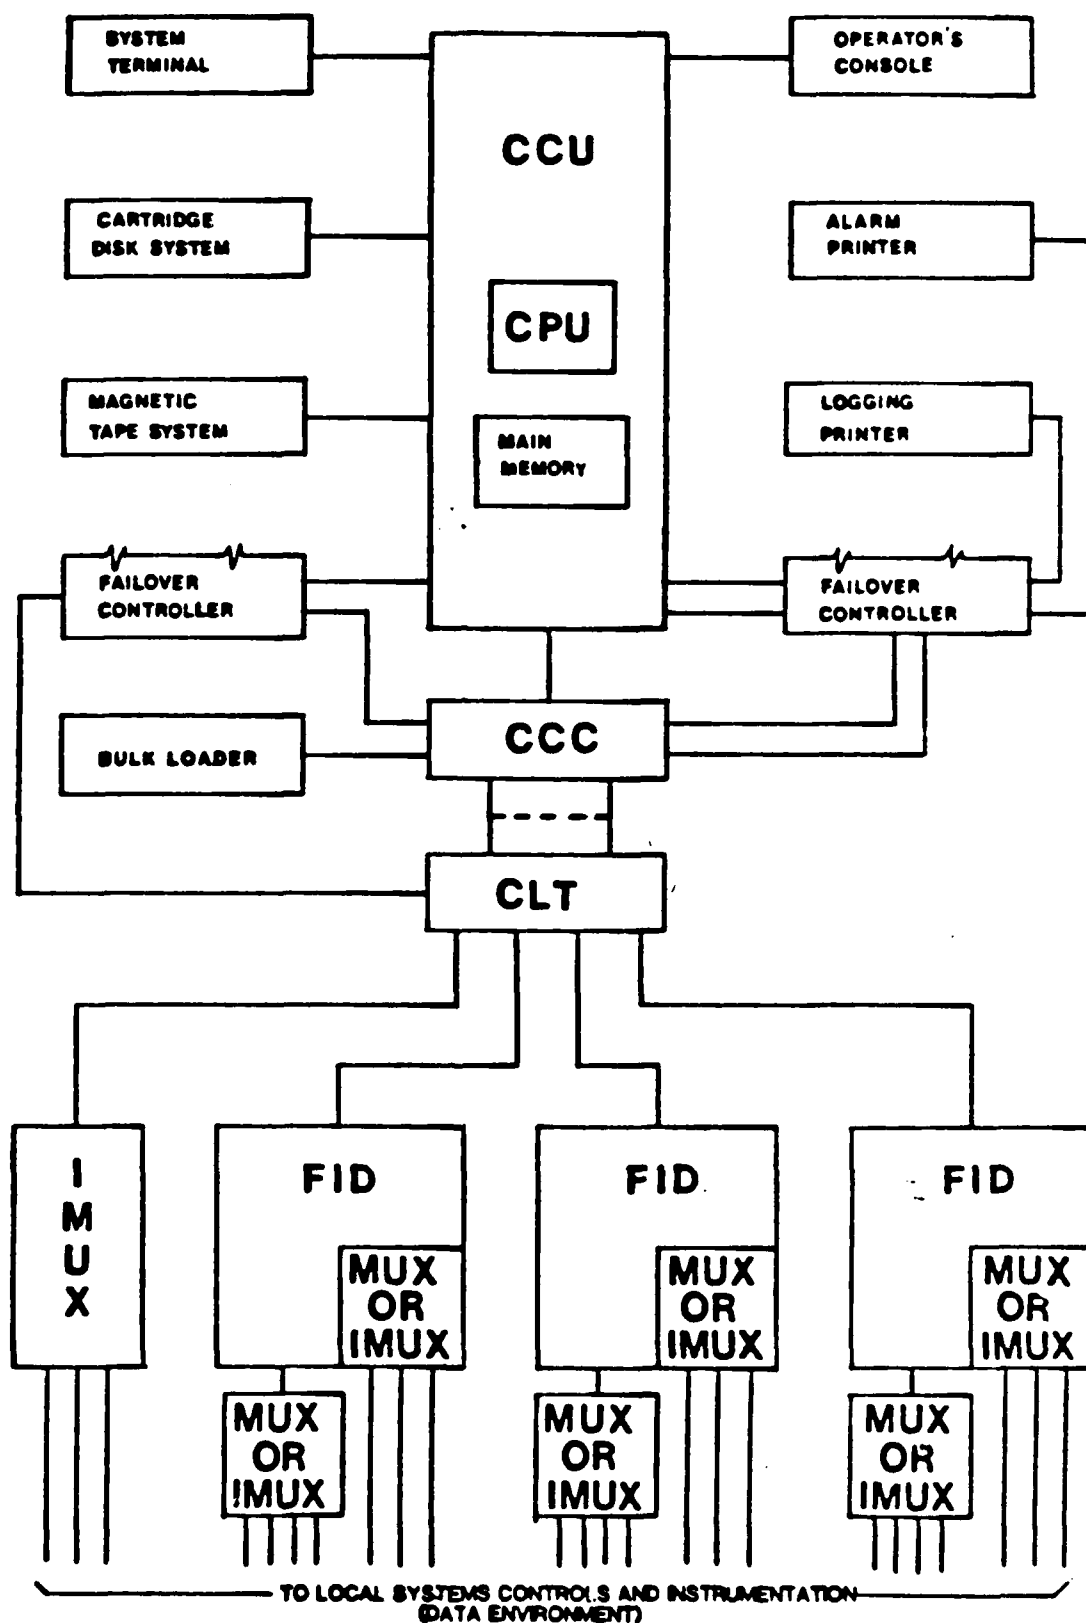 SYSTEM
TERMINAL
OPERATOR'S
CONSOLE
CCU
CARTRIDGE
DISK SYSTEM
ALARM
PRINTER
CPU
MAGNETIC
TAPE SYSTEM
LOGGING
PRINTER
MAIN
MEMORY
FAILOVER
CONTROLLER
FAILOVER
CONTROLLER
CCC
BULK LOADER
CLT
IMUX
FID
FID
FID
MUX
OR
IMUX
MUX
OR
IMUX
MUX
OR
IMUX
MUX
OR
IMUX
MUX
OR
IMUX
MUX
OR
IMUX
TO LOCAL SYSTEMS CONTROLS AND INSTRUMENTATION
(DATA ENVIRONMENT)